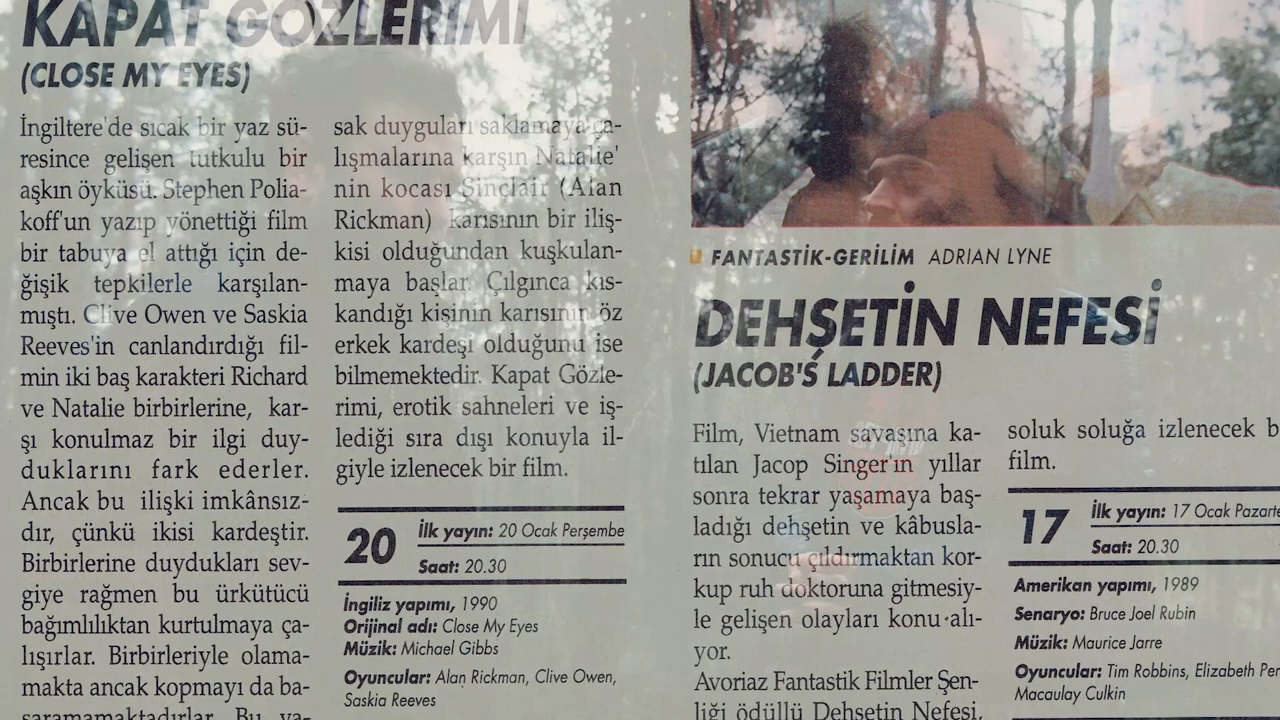 KAPAT GÖZLERİMİ
(CLOSE MY EYES)
İngiltere'de sıcak bir yaz sü-
resince gelişen tutkulu bir
aşkın öyküsü. Stephen Polia-
koff'un yazıp yönettiği film
bir tabuya el attığı için de-
ğişik tepkilerle karşılan-
mıştı. Clive Owen ve Saskia
Reeves'in canlandırdığı fil-
min iki baş karakteri Richard
ve Natalie birbirlerine, kar-
şı konulmaz bir ilgi duy-
duklarını fark ederler.
Ancak bu ilişki imkânsız-
dır, çünkü ikisi kardeştir.
Birbirlerine duydukları sev-
giye rağmen bu ürkütücü
bağımlılıktan kurtulmaya ça-
lışırlar. Birbirleriyle olama-
makta ancak kopmayı da ba-
şaramamaktadırlar. Bu ya-
sak duyguları saklamaya ça-
lışmalarına karşın Natalie'
nin kocası Sinclair (Alan
Rickman) karısının bir iliş-
kisi olduğundan kuşkulan-
maya başlar. Çılgınca kıs-
kandığı kişinin karısının öz
erkek kardeşi olduğunu ise
bilmemektedir. Kapat Gözle-
rimi, erotik sahneleri ve iş-
lediği sıra dışı konuyla il-
giyle izlenecek bir film.
20
İlk yayın: 20 Ocak Perşembe
Saat: 20.30
İngiliz yapımı, 1990
Orijinal adı: Close My Eyes
Müzik: Michael Gibbs
Oyuncular: Alan Rickman, Clive Owen,
Saskia Reeves
FANTASTİK-GERİLİM ADRIAN LYNE
DEHŞETİN NEFESİ
(JACOB'S LADDER)
Film, Vietnam savaşına ka-
tılan Jacop Singer'ın yıllar
sonra tekrar yaşamaya baş-
ladığı dehşetin ve kâbusla-
rın sonucu çıldırmaktan kor-
kup ruh doktoruna gitmesiy-
le gelişen olayları konu alı-
yor.
Avoriaz Fantastik Filmler Şen-
liği ödüllü Dehşetin Nefesi,
soluk soluğa izlenecek b
film.
17
İlk yayın: 17 Ocak Pazarte
Saat: 20.30
Amerikan yapımı, 1989
Senaryo: Bruce Joel Rubin
Müzik: Maurice Jarre
Oyuncular: Tim Robbins, Elizabeth Per
Macaulay Culkin